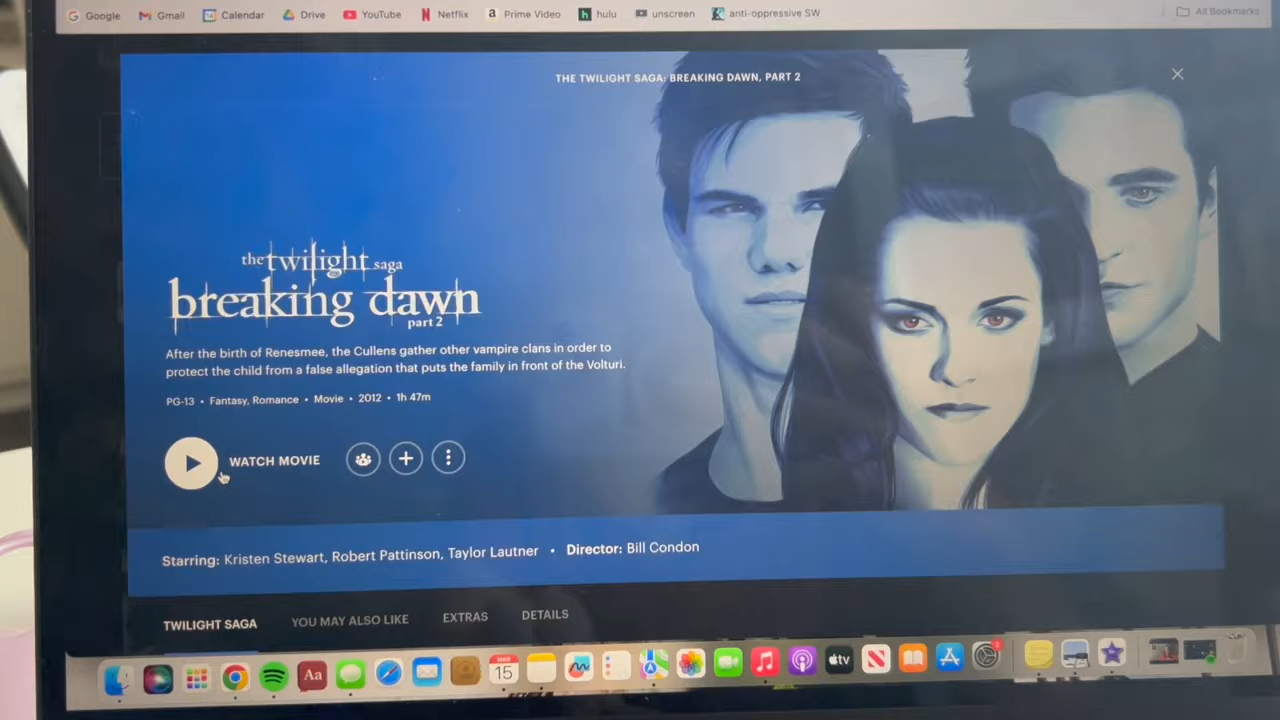 Google Gmail Calendar Drive YouTube Netflix Prime Video hulu unscreen anti-oppressive SW All Bookmarks
THE TWILIGHT SAGA: BREAKING DAWN, PART 2
the twilight saga
breaking dawn
part 2
After the birth of Renesmee, the Cullens gather other vampire clans in order to
protect the child from a false allegation that puts the family in front of the Volturi.
PG-13 • Fantasy, Romance • Movie • 2012 • 1h 47m
WATCH MOVIE
Starring: Kristen Stewart, Robert Pattinson, Taylor Lautner • Director: Bill Condon
TWILIGHT SAGA YOU MAY ALSO LIKE EXTRAS DETAILS
Aa MAR 15 tv